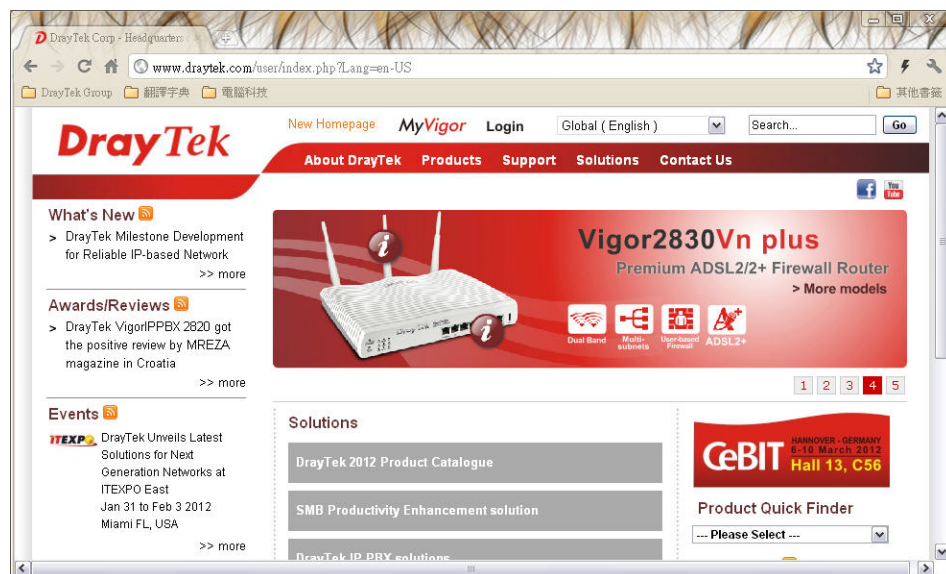 DrayTek Corp - Headquarters
www.draytek.com/user/index.php?Lang=en-US
DrayTek Group
翻譯字典
電腦科技
其他書籤
DrayTek
New Homepage
MyVigor
Login
Global ( English )
Search...
Go
About DrayTek
Products
Support
Solutions
Contact Us
You
Tube
What's New
> DrayTek Milestone Development
for Reliable IP-based Network
>> more
Awards/Reviews
> DrayTek VigorIPPBX 2820 got
the positive review by MREZA
magazine in Croatia
>> more
Events
ITEXPO
DrayTek Unveils Latest
Solutions for Next
Generation Networks at
ITEXPO East
Jan 31 to Feb 3 2012
Miami FL, USA
>> more
Vigor2830Vn plus
Premium ADSL2/2+ Firewall Router
> More models
Dual Band
Multi-
subnets
User-based
Firewall
ADSL2+
1 2 3 4 5
Solutions
DrayTek 2012 Product Catalogue
SMB Productivity Enhancement solution
DrayTek IP PBX solutions
CeBIT
HANNOVER - GERMANY
6-10 March 2012
Hall 13, C56
Product Quick Finder
--- Please Select ---